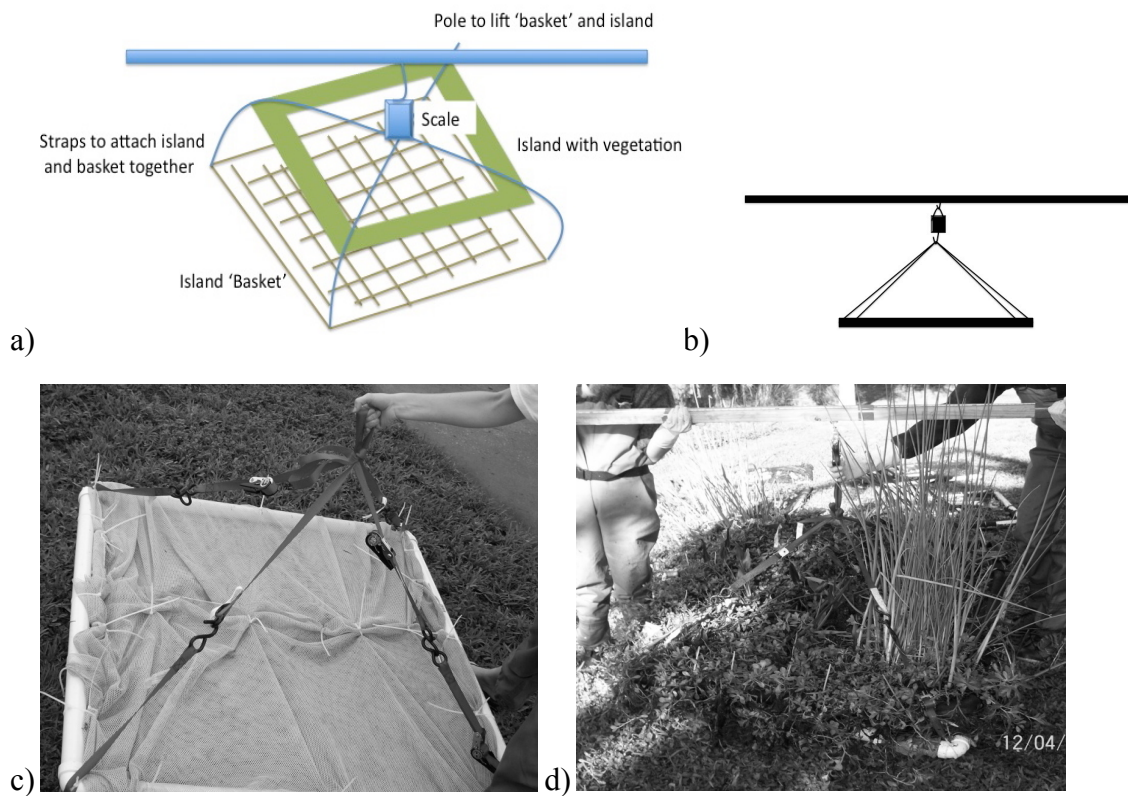 Pole to lift ‘basket’ and island
Scale
Straps to attach island
and basket together
Island with vegetation
Island ‘Basket’
a)
b)
c)
d)
12/04/